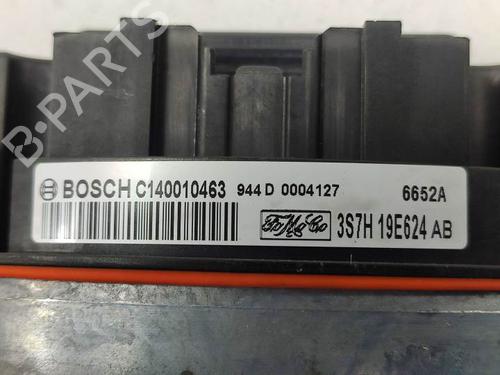 B-PARTS
BOSCH C140010463 944 D 0004127 6652A
FoMoCo 3S7H 19E624 AB